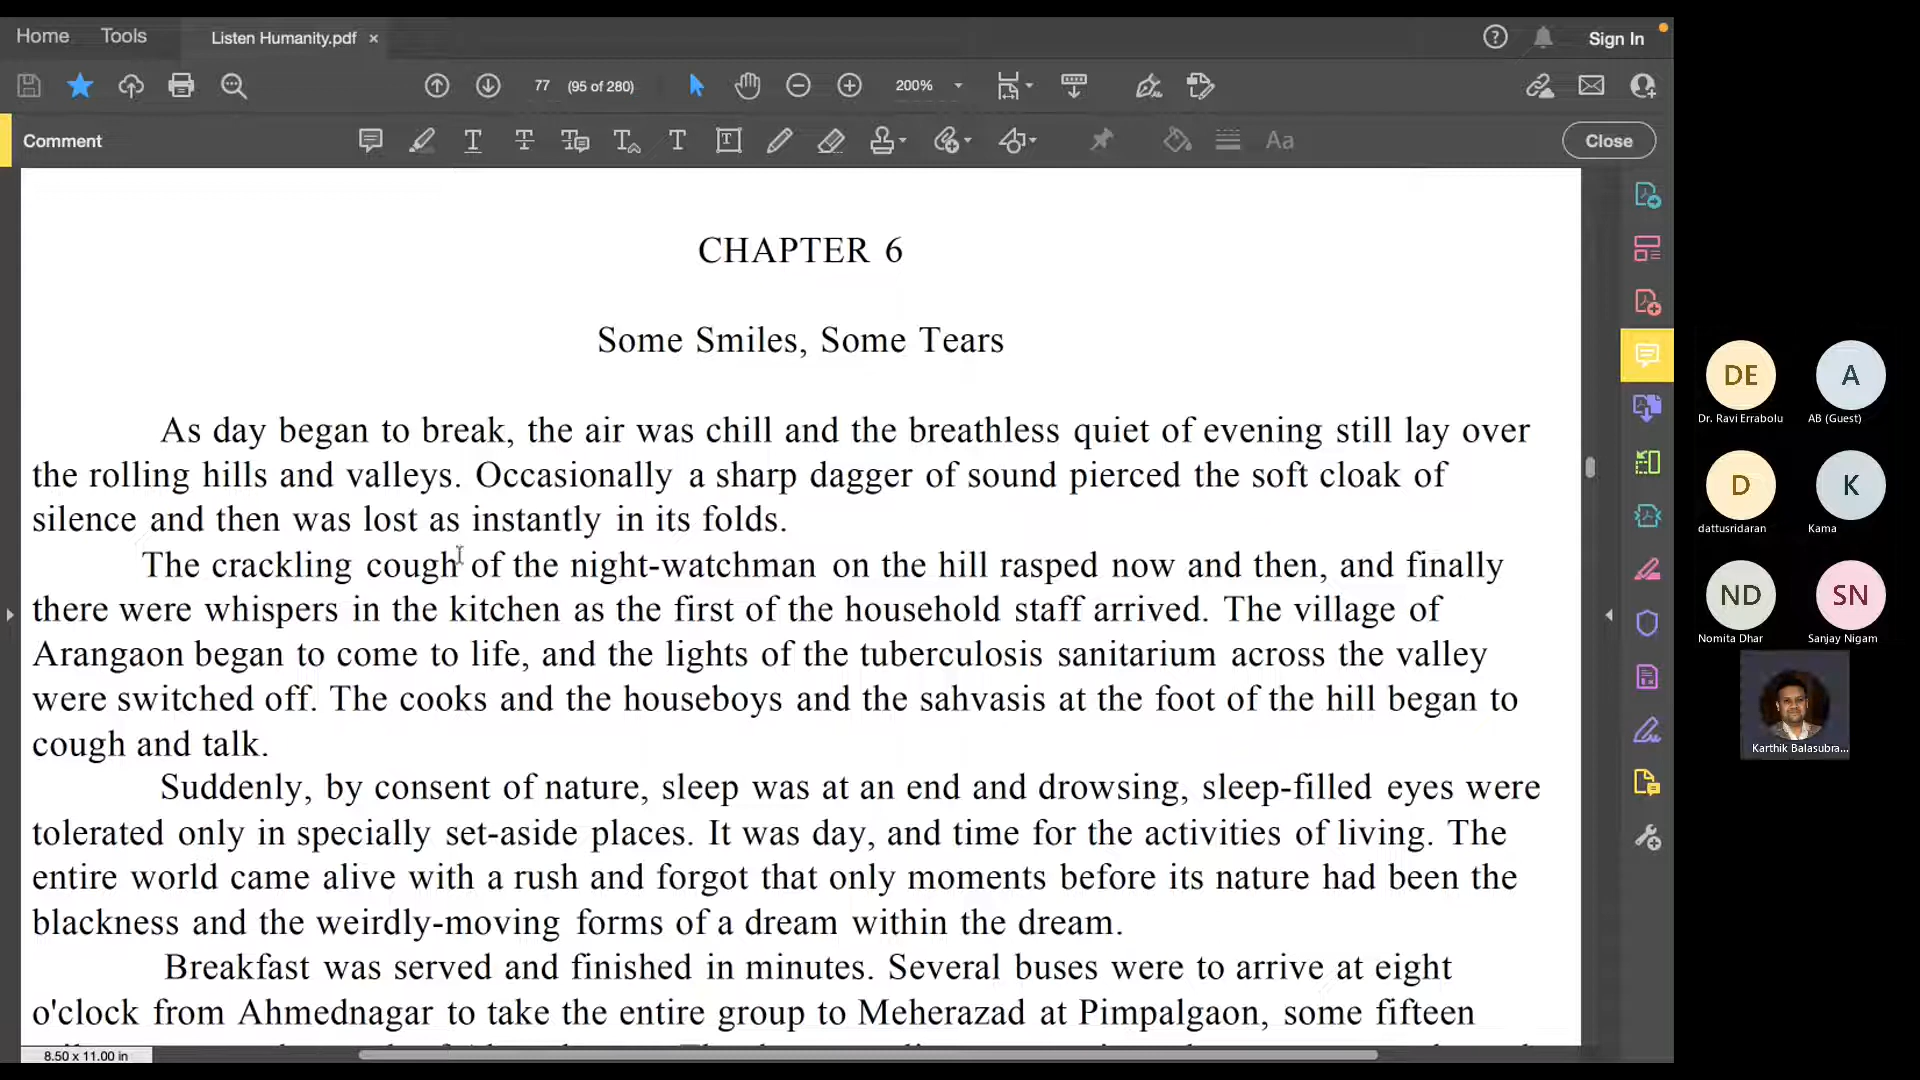 Home
Tools
Listen Humanity.pdf
Sign In
77
(95 of 280)
200%
Comment
Close
CHAPTER 6
Some Smiles, Some Tears
As day began to break, the air was chill and the breathless quiet of evening still lay over
the rolling hills and valleys. Occasionally a sharp dagger of sound pierced the soft cloak of
silence and then was lost as instantly in its folds.
The crackling cough of the night-watchman on the hill rasped now and then, and finally
there were whispers in the kitchen as the first of the household staff arrived. The village of
Arangaon began to come to life, and the lights of the tuberculosis sanitarium across the valley
were switched off. The cooks and the houseboys and the sahvasis at the foot of the hill began to
cough and talk.
Suddenly, by consent of nature, sleep was at an end and drowsing, sleep-filled eyes were
tolerated only in specially set-aside places. It was day, and time for the activities of living. The
entire world came alive with a rush and forgot that only moments before its nature had been the
blackness and the weirdly-moving forms of a dream within the dream.
Breakfast was served and finished in minutes. Several buses were to arrive at eight
o'clock from Ahmednagar to take the entire group to Meherazad at Pimpalgaon, some fifteen
8.50 x 11.00 in
DE
A
Dr. Ravi Errabolu
AB (Guest)
D
K
dattusridaran
Kama
ND
SN
Nomita Dhar
Sanjay Nigam
Karthik Balasubra...